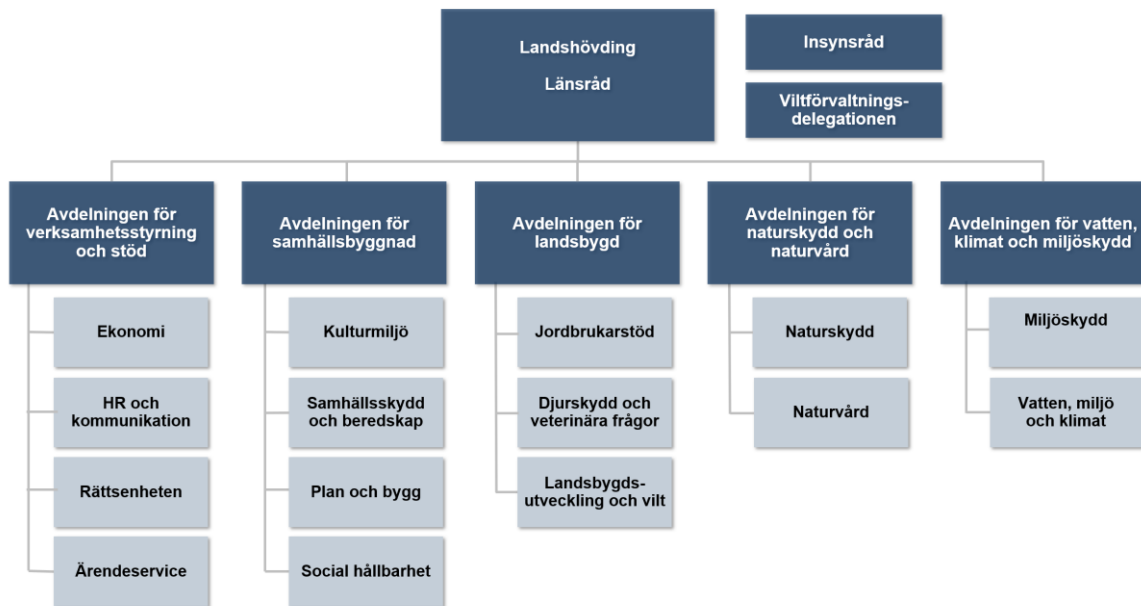 Landshövding
Länsråd
Insynsråd
Viltförvaltnings-
delegationen
Avdelningen för
verksamhetsstyrning
och stöd
Ekonomi
HR och
kommunikation
Rättsenheten
Ärendeservice
Avdelningen för
samhällsbyggnad
Kulturmiljö
Samhällsskydd
och beredskap
Plan och bygg
Social hållbarhet
Avdelningen för
landsbygd
Jordbrukarstöd
Djurskydd och
veterinära frågor
Landsbygds-
utveckling och vilt
Avdelningen för
naturskydd och
naturvård
Naturskydd
Naturvård
Avdelningen för vatten,
klimat och miljöskydd
Miljöskydd
Vatten, miljö
och klimat